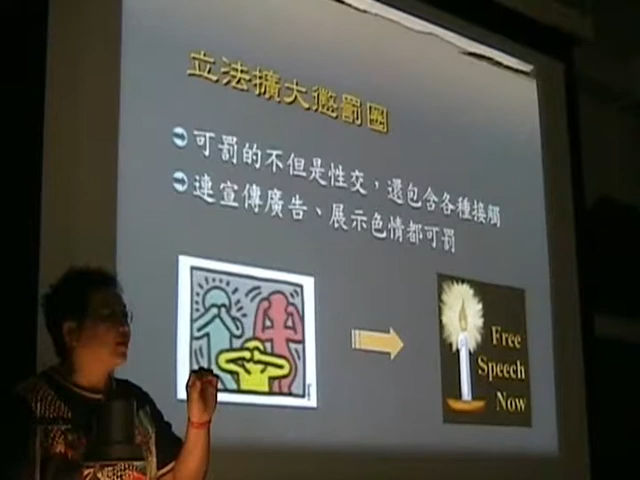 立法擴大懲罰圈
可罰的不但是性交，還包含各種接觸
連宣傳廣告、展示色情都可罰
Free
Speech
Now